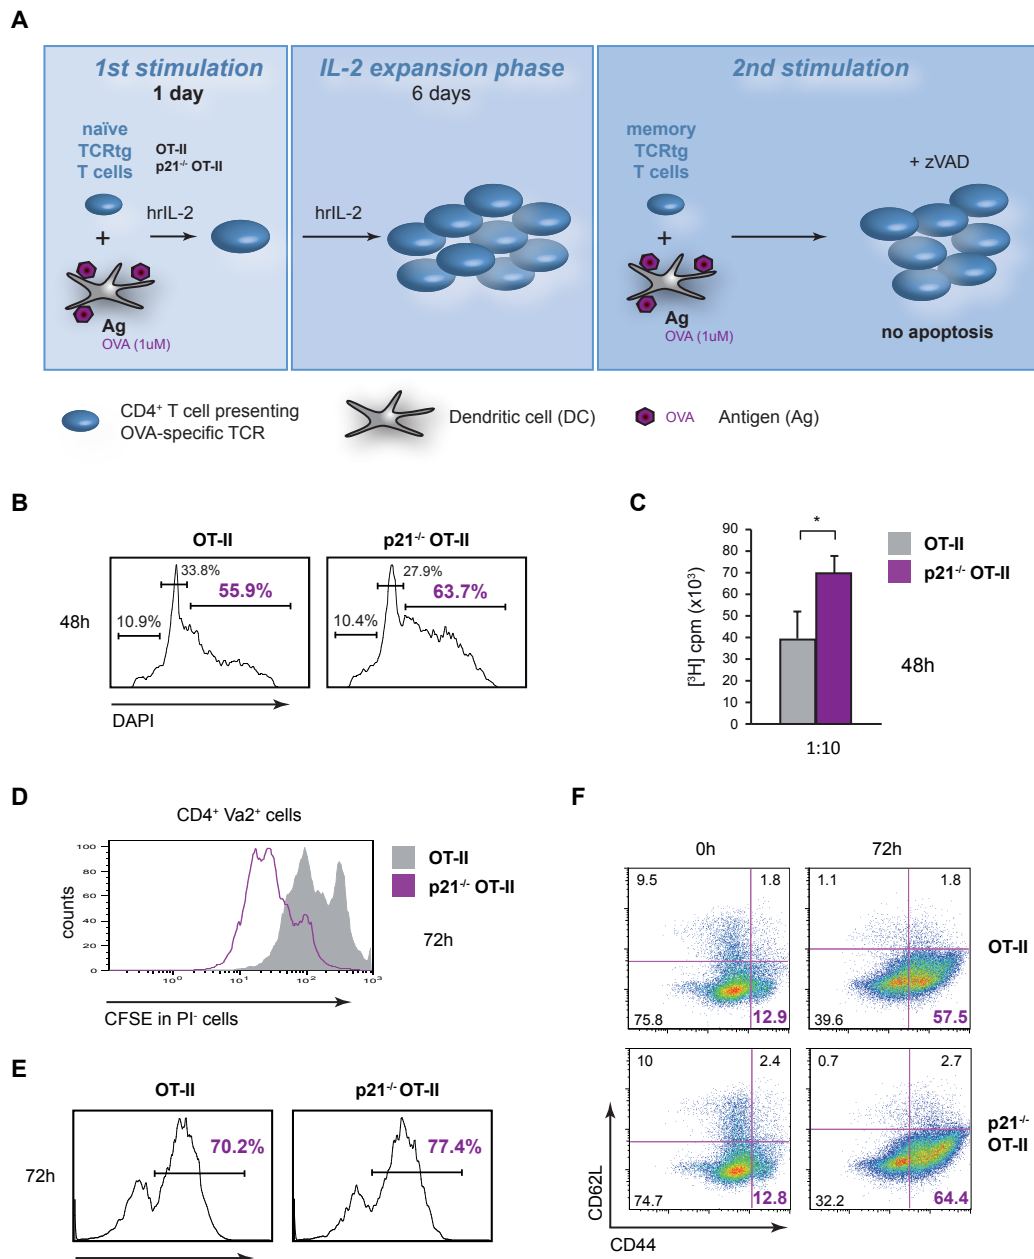 A
1st stimulation
1 day
naïve
TCRtg
T cells
OT-II
p21-/- OT-II
hrIL-2
+
Ag
OVA (1uM)
IL-2 expansion phase
6 days
hrIL-2
2nd stimulation
memory
TCRtg
T cells
+
Ag
OVA (1uM)
+ zVAD
no apoptosis
CD4+ T cell presenting
OVA-specific TCR
Dendritic cell (DC)
OVA
Antigen (Ag)
B
OT-II
p21-/- OT-II
48h
33.8%
55.9%
10.9%
27.9%
63.7%
10.4%
DAPI
C
[3H] cpm (x103)
90
80
70
60
50
40
30
20
10
0
*
1:10
OT-II
p21-/- OT-II
48h
D
CD4+ Va2+ cells
counts
100
80
60
40
20
0
10^0
10^1
10^2
10^3
CFSE in PI- cells
OT-II
p21-/- OT-II
72h
E
OT-II
p21-/- OT-II
72h
70.2%
77.4%
F
0h
72h
9.5
1.8
75.8
12.9
1.1
1.8
39.6
57.5
OT-II
10
2.4
74.7
12.8
0.7
2.7
32.2
64.4
p21-/-
OT-II
CD62L
CD44